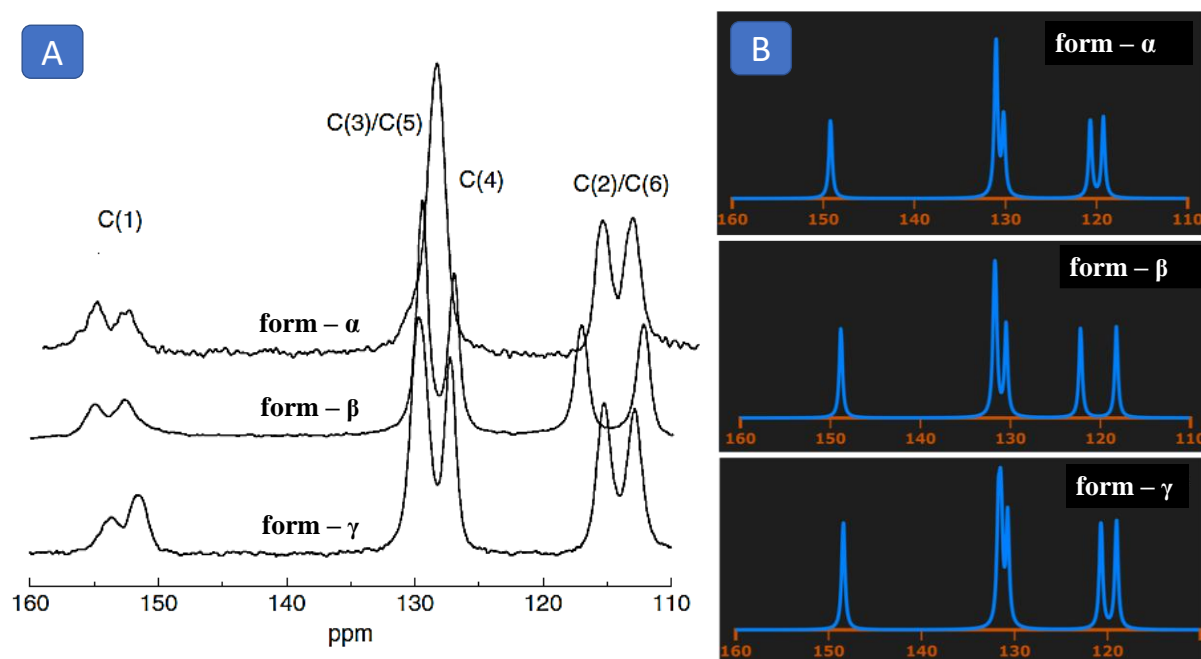 A
C(3)/C(5)
C(4)
C(2)/C(6)
C(1)
form – α
form – β
form – γ
160 150 140 130 120 110
ppm
B
form – α
160 150 140 130 120 110
form – β
160 150 140 130 120 110
form – γ
160 150 140 130 120